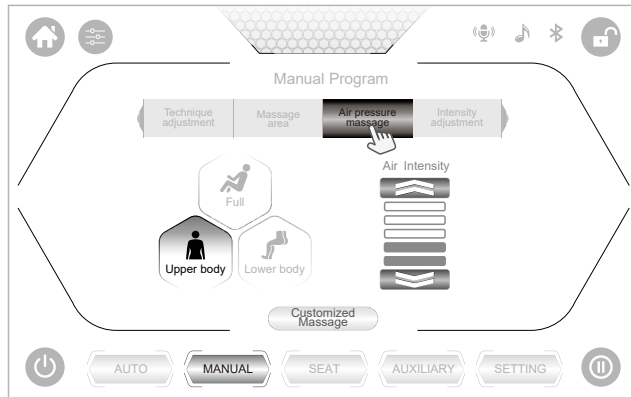 Manual Program
Technique
adjustment
Massage
area
Air pressure
massage
Intensity
adjustment
Air Intensity
Full
Upper body
Lower body
Customized
Massage
AUTO
MANUAL
SEAT
AUXILIARY
SETTING